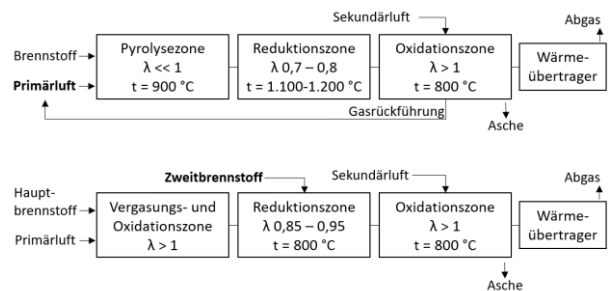 Sekundärluft
Abgas
Brennstoff
Primärluft
Pyrolysezone
λ << 1
t = 900 °C
Reduktionszone
λ 0,7 – 0,8
t = 1.100-1.200 °C
Oxidationszone
λ > 1
t = 800 °C
Wärme-
übertrager
Gasrückführung
Asche
Zweitbrennstoff
Sekundärluft
Abgas
Haupt-
brennstoff
Primärluft
Vergasungs- und
Oxidationszone
λ > 1
Reduktionszone
λ 0,85 – 0,95
t = 800 °C
Oxidationszone
λ > 1
t = 800 °C
Wärme-
übertrager
Asche